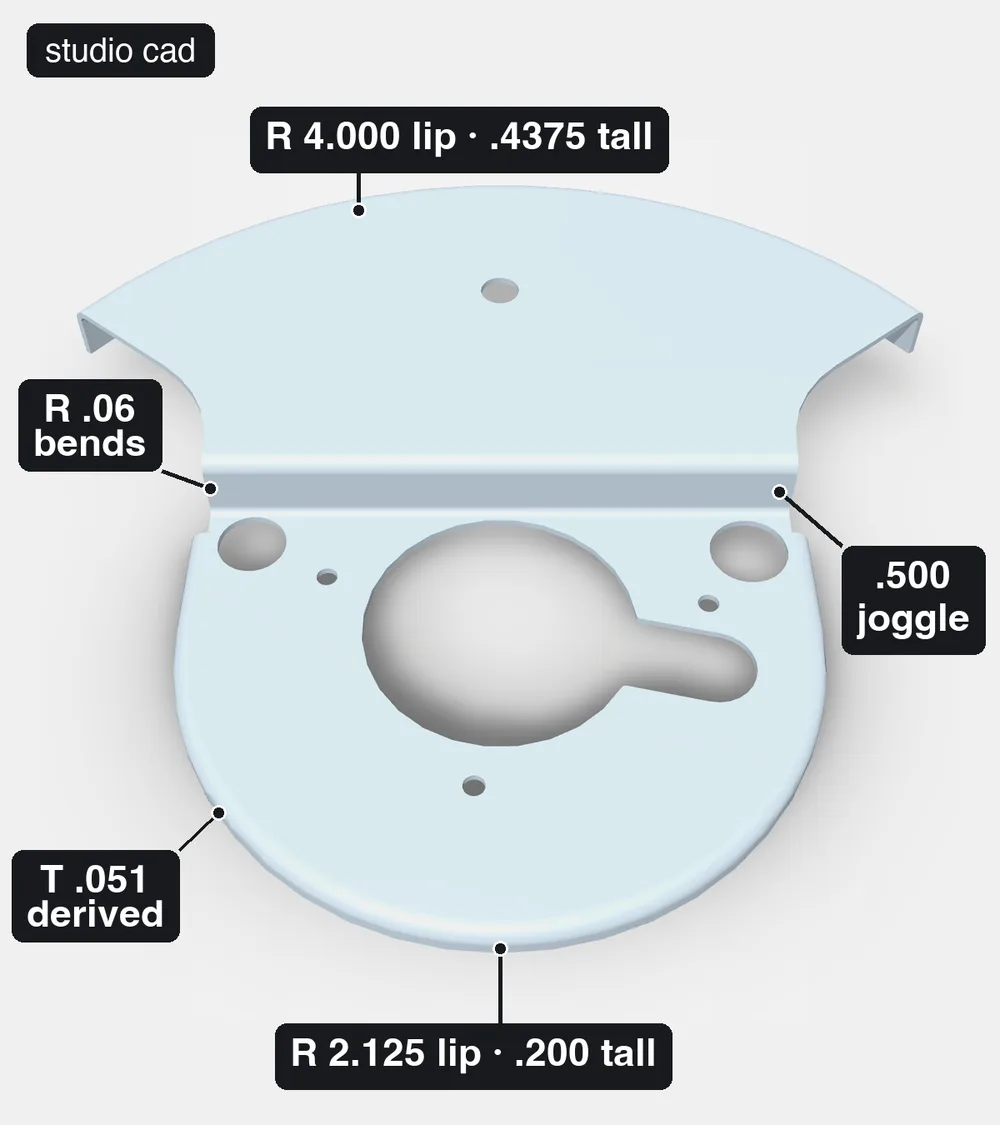 studio cad
R 4.000 lip · .4375 tall
R .06
bends
.500
joggle
T .051
derived
R 2.125 lip · .200 tall